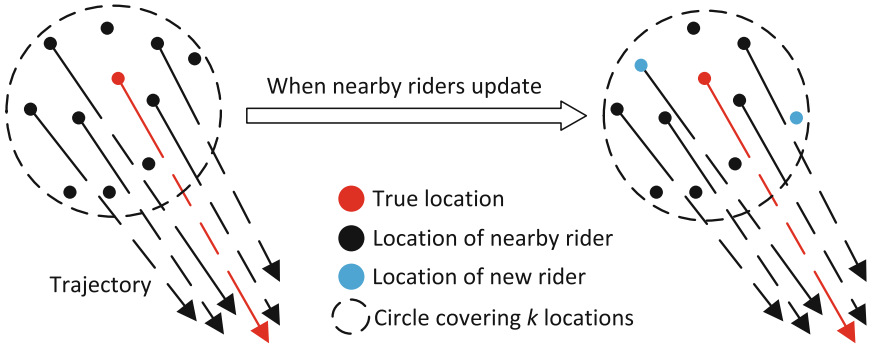 When nearby riders update
True location
Location of nearby rider
Location of new rider
Circle covering k locations
Trajectory